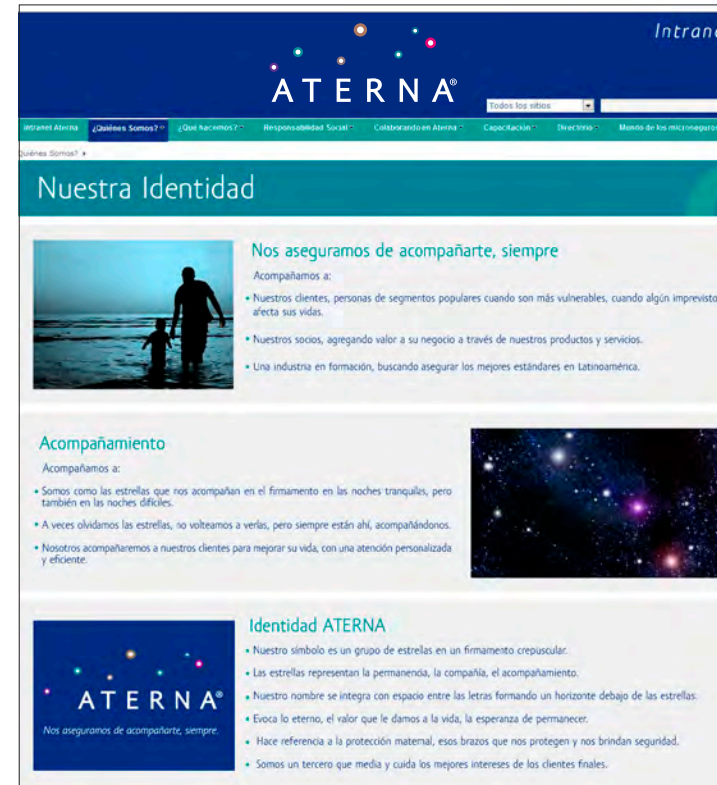 Intran
ATERNA®
Todos los sitios
Intranet Aterna ¿Quiénes Somos? ¿Qué hacemos? Responsabilidad Social Colaborando en Aterna Capacitación Directorio Mundo de los microseguros
Quiénes Somos?
Nuestra Identidad
Nos aseguramos de acompañarte, siempre
Acompañamos a:
• Nuestros clientes, personas de segmentos populares cuando son más vulnerables, cuando algún imprevisto
afecta sus vidas.
• Nuestros socios, agregando valor a su negocio a través de nuestros productos y servicios.
• Una industria en formación, buscando asegurar los mejores estándares en Latinoamérica.
Acompañamiento
Acompañamos a:
• Somos como las estrellas que nos acompañan en el firmamento en las noches tranquilas, pero
también en las noches difíciles.
• A veces olvidamos las estrellas, no volteamos a verlas, pero siempre están ahí, acompañándonos.
• Nosotros acompañaremos a nuestros clientes para mejorar su vida, con una atención personalizada
y eficiente.
ATERNA®
Nos aseguramos de acompañarte, siempre.
Identidad ATERNA
• Nuestro símbolo es un grupo de estrellas en un firmamento crepuscular.
• Las estrellas representan la permanencia, la compañía, el acompañamiento.
• Nuestro nombre se integra con espacio entre las letras formando un horizonte debajo de las estrellas.
• Evoca lo eterno, el valor que le damos a la vida, la esperanza de permanecer.
• Hace referencia a la protección maternal, esos brazos que nos protegen y nos brindan seguridad.
• Somos un tercero que media y cuida los mejores intereses de los clientes finales.